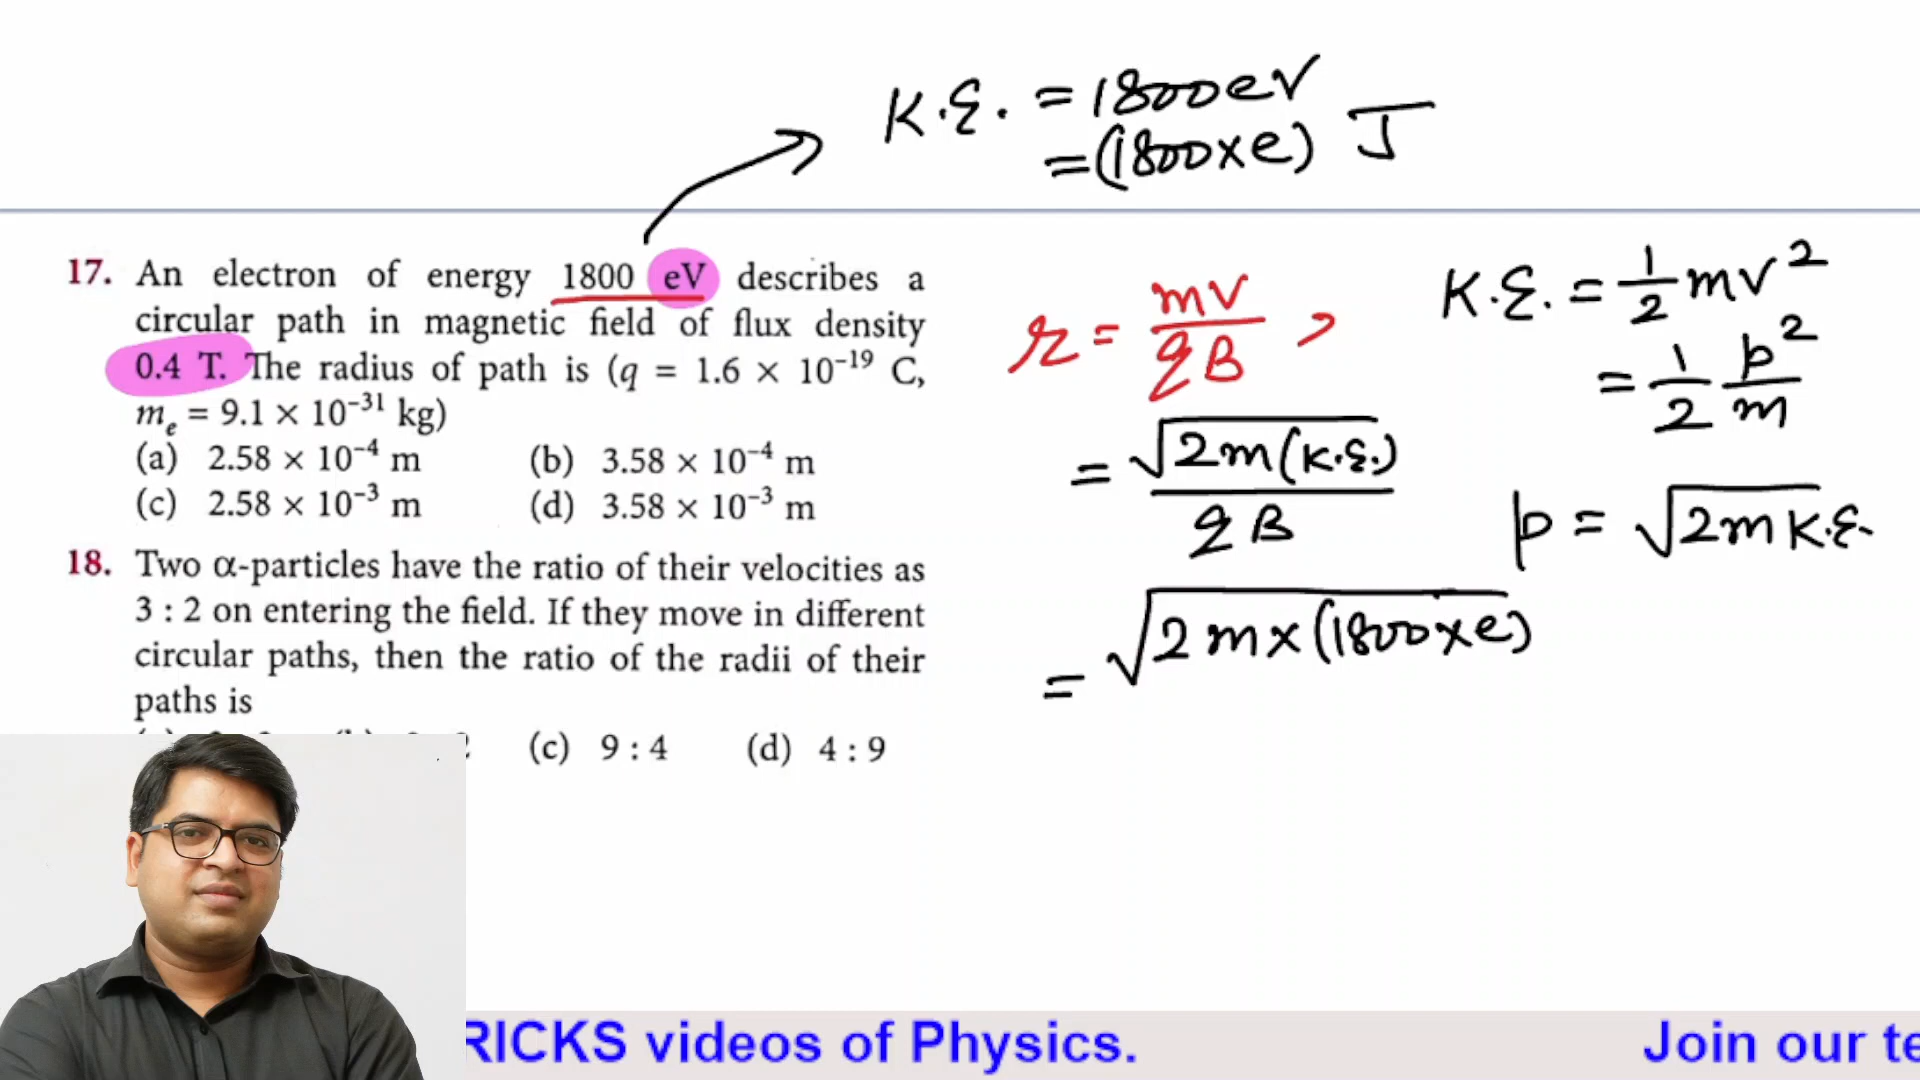 K.E. = 1800eV
= (1800×e) J
17. An electron of energy 1800 eV describes a
circular path in magnetic field of flux density
0.4 T. The radius of path is (q = 1.6 × 10⁻¹⁹ C,
mₑ = 9.1 × 10⁻³¹ kg)
(a) 2.58 × 10⁻⁴ m (b) 3.58 × 10⁻⁴ m
(c) 2.58 × 10⁻³ m (d) 3.58 × 10⁻³ m
18. Two α-particles have the ratio of their velocities as
3 : 2 on entering the field. If they move in different
circular paths, then the ratio of the radii of their
paths is
(c) 9 : 4 (d) 4 : 9
r = mv/qB ,
= √2m(K.E.)/qB
= √2m×(1800×e)
K.E. = 1/2 mv²
= 1/2 p²/m
p = √2mK.E.
RICKS videos of Physics. Join our te